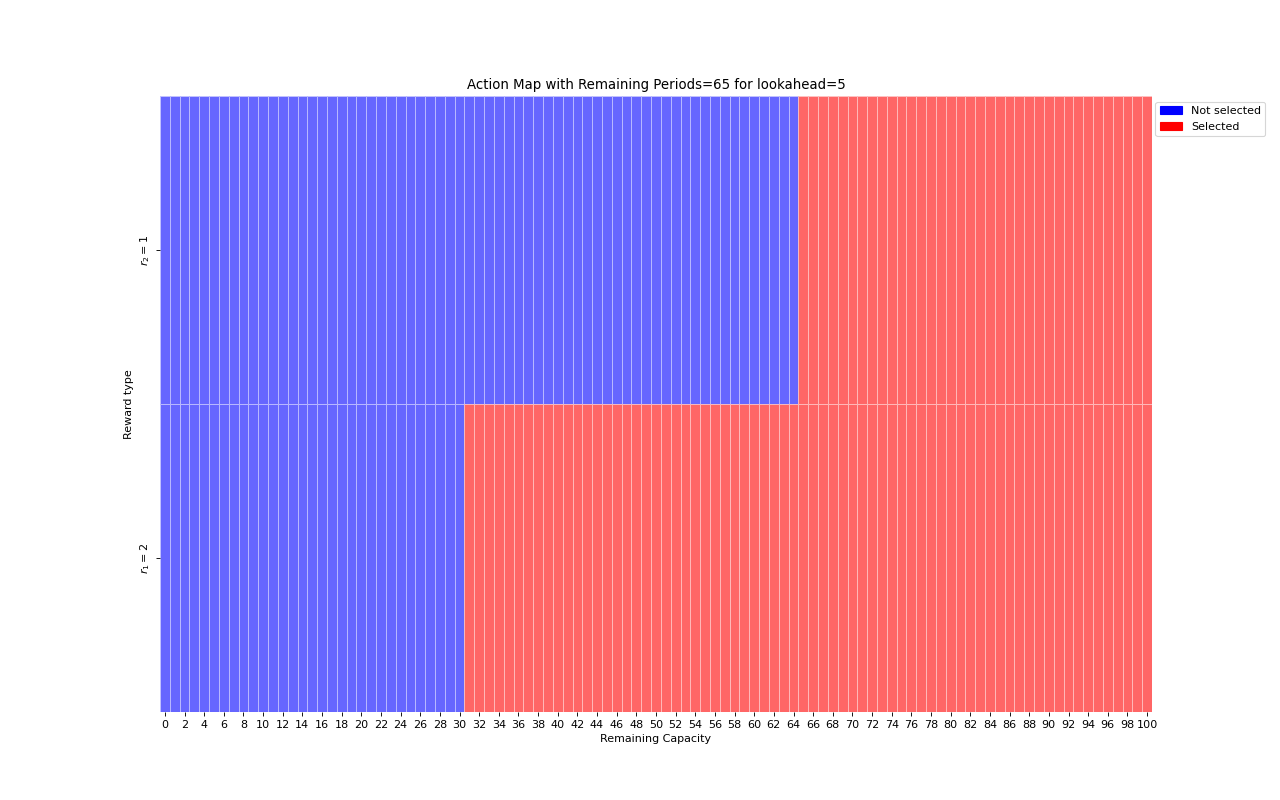 Action Map with Remaining Periods=65 for lookahead=5
Not selected
Selected
r₂ = 1
Reward type
r₁ = 2
0 2 4 6 8 10 12 14 16 18 20 22 24 26 28 30 32 34 36 38 40 42 44 46 48 50 52 54 56 58 60 62 64 66 68 70 72 74 76 78 80 82 84 86 88 90 92 94 96 98 100
Remaining Capacity